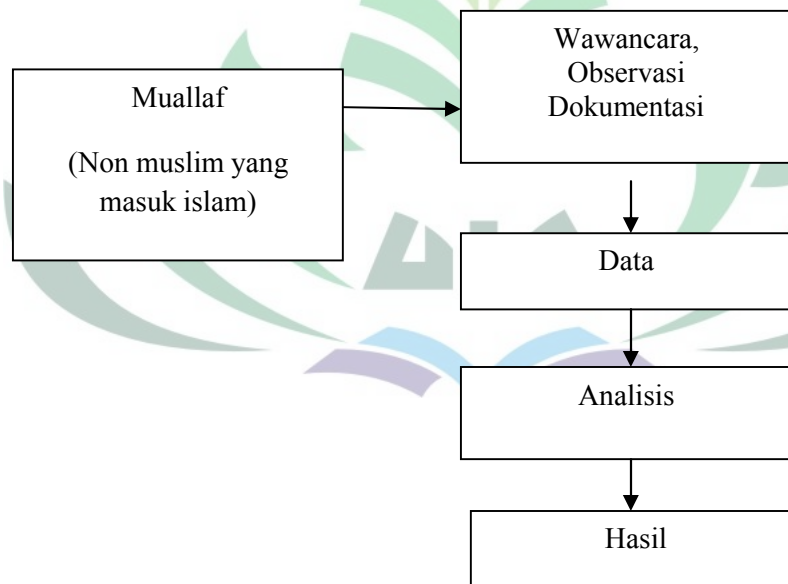 Muallaf
(Non muslim yang
masuk islam)
Wawancara,
Observasi
Dokumentasi
Data
Analisis
Hasil